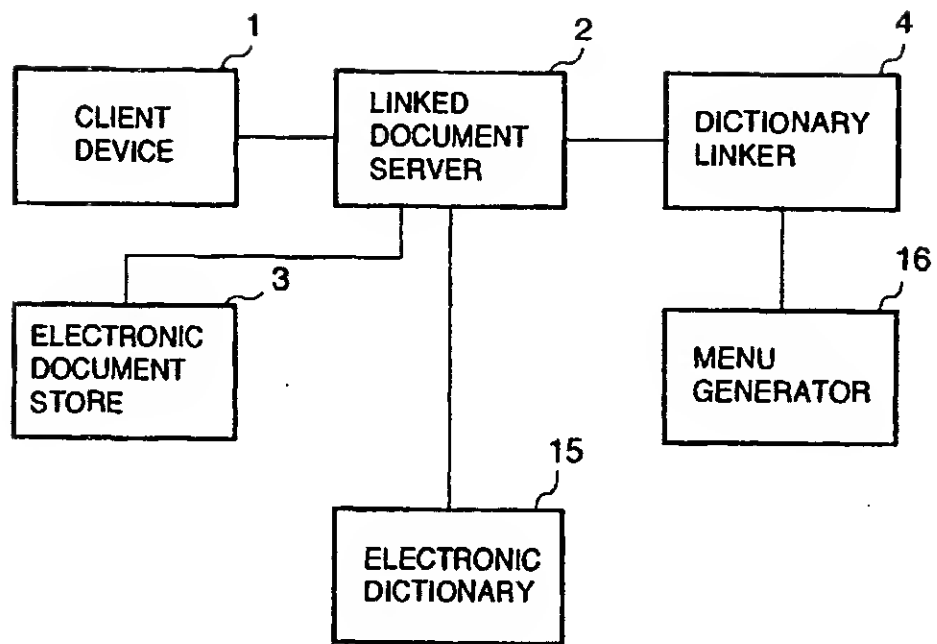 1
CLIENT
DEVICE
2
LINKED
DOCUMENT
SERVER
4
DICTIONARY
LINKER
3
ELECTRONIC
DOCUMENT
STORE
16
MENU
GENERATOR
15
ELECTRONIC
DICTIONARY